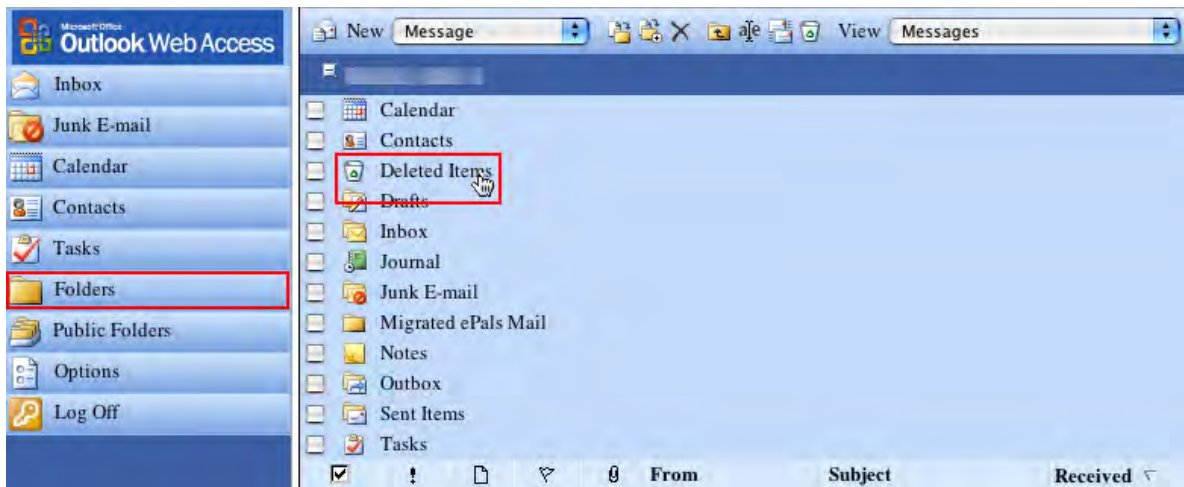 Microsoft Office
Outlook Web Access
Inbox
Junk E-mail
Calendar
Contacts
Tasks
Folders
Public Folders
Options
Log Off
New Message View Messages
Calendar
Contacts
Deleted Items
Drafts
Inbox
Journal
Junk E-mail
Migrated ePals Mail
Notes
Outbox
Sent Items
Tasks
From Subject Received